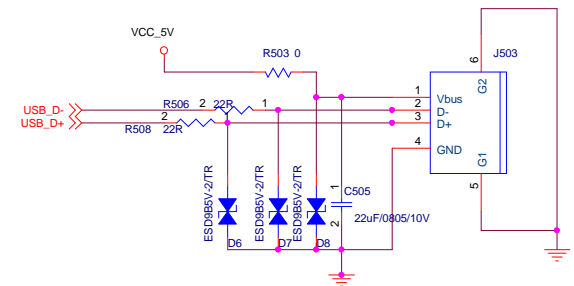 VCC_5V
R503 0
J503
6
G2
1
Vbus
USB_D-
R506
2
22R
1
2
D-
USB_D+
2
3
D+
R508
22R
1
4
GND
G1
5
ESD9B5V-2/TR
ESD9B5V-2/TR
ESD9B5V-2/TR
1
C505
22uF/0805/10V
2
D6
D7
D8